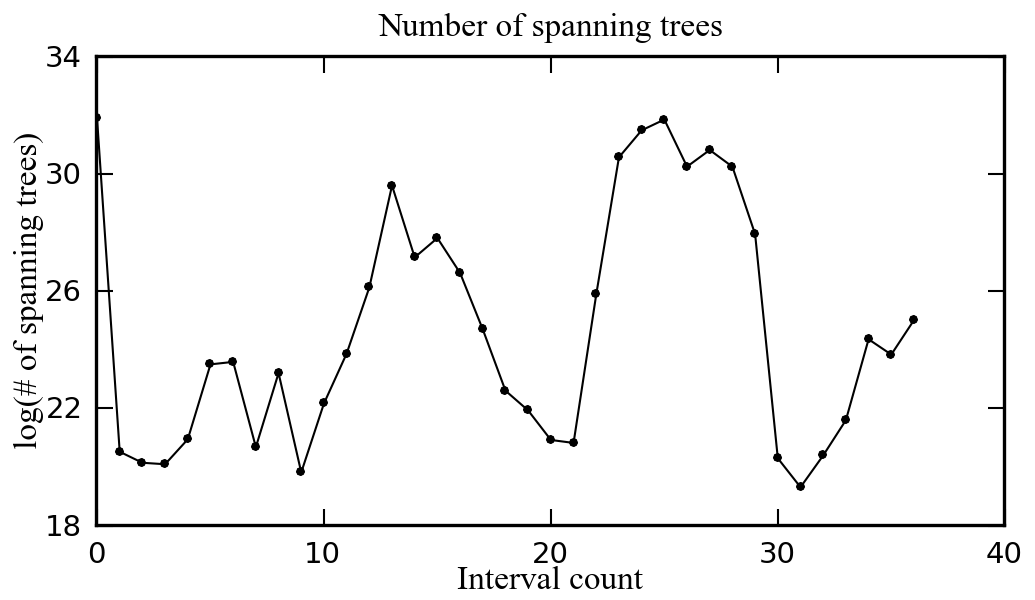 Number of spanning trees
34
30
26
22
18
log(# of spanning trees)
0 10 20 30 40
Interval count